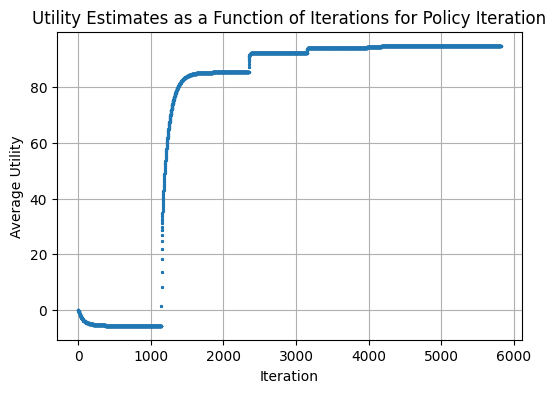 Utility Estimates as a Function of Iterations for Policy Iteration
Average Utility
80
60
40
20
0
0 1000 2000 3000 4000 5000 6000
Iteration